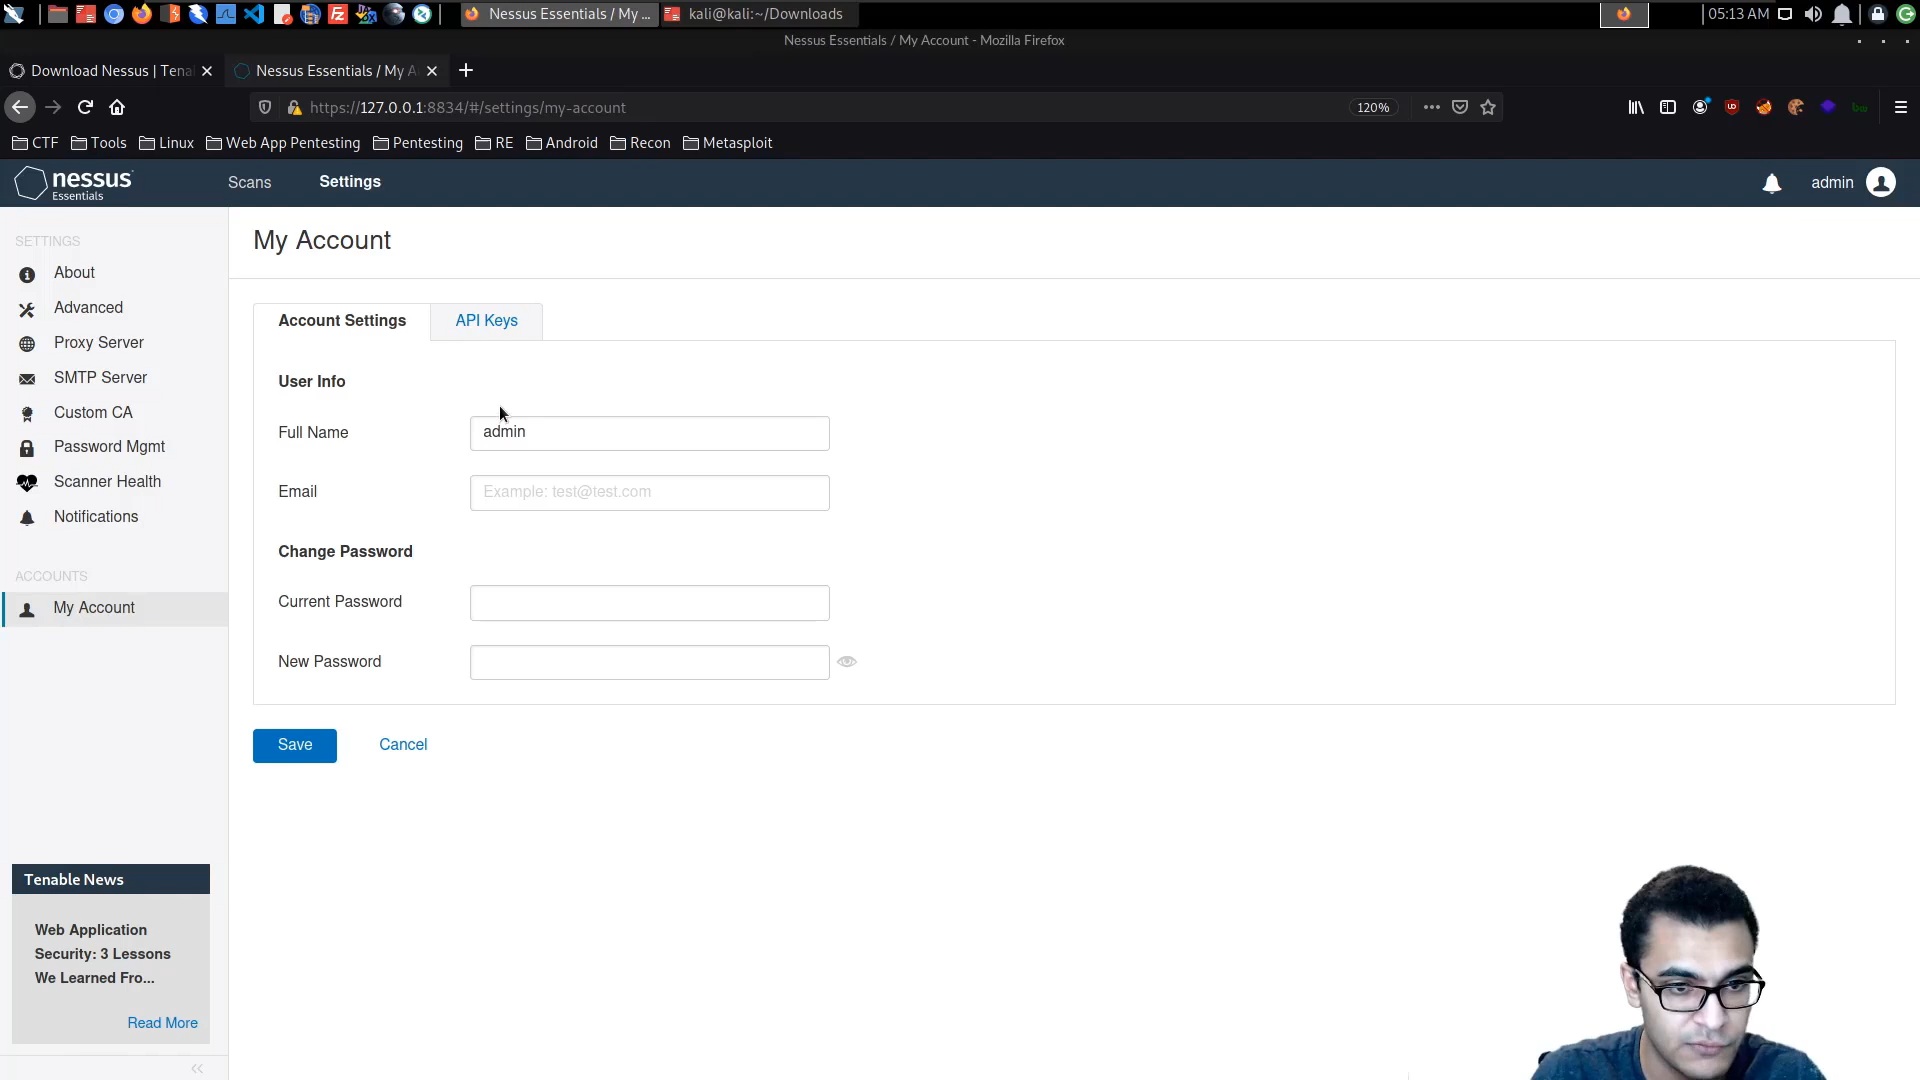 Nessus Essentials / My ...
kali@kali:~/Downloads
05:13 AM
Nessus Essentials / My Account - Mozilla Firefox
Download Nessus | Tena
Nessus Essentials / My A
https://127.0.0.1:8834/#/settings/my-account
120%
CTF
Tools
Linux
Web App Pentesting
Pentesting
RE
Android
Recon
Metasploit
nessus
Essentials
Scans
Settings
admin
SETTINGS
About
Advanced
Proxy Server
SMTP Server
Custom CA
Password Mgmt
Scanner Health
Notifications
ACCOUNTS
My Account
My Account
Account Settings
API Keys
User Info
Full Name
admin
Email
Example: test@test.com
Change Password
Current Password
New Password
Save
Cancel
Tenable News
Web Application
Security: 3 Lessons
We Learned Fro...
Read More